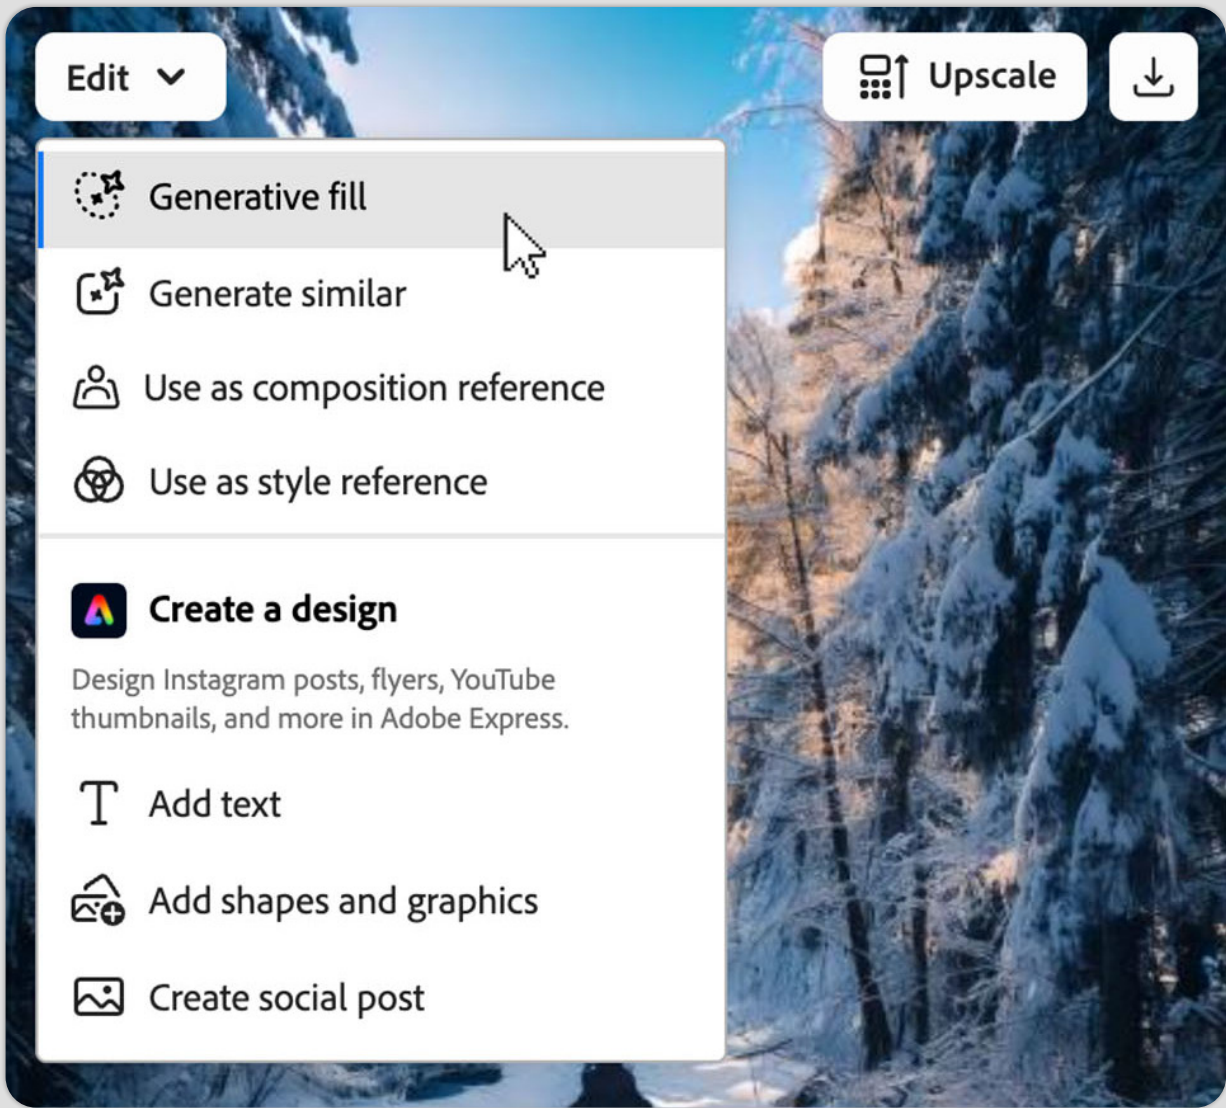 Edit
Upscale
Generative fill
Generate similar
Use as composition reference
Use as style reference
Create a design
Design Instagram posts, flyers, YouTube
thumbnails, and more in Adobe Express.
Add text
Add shapes and graphics
Create social post